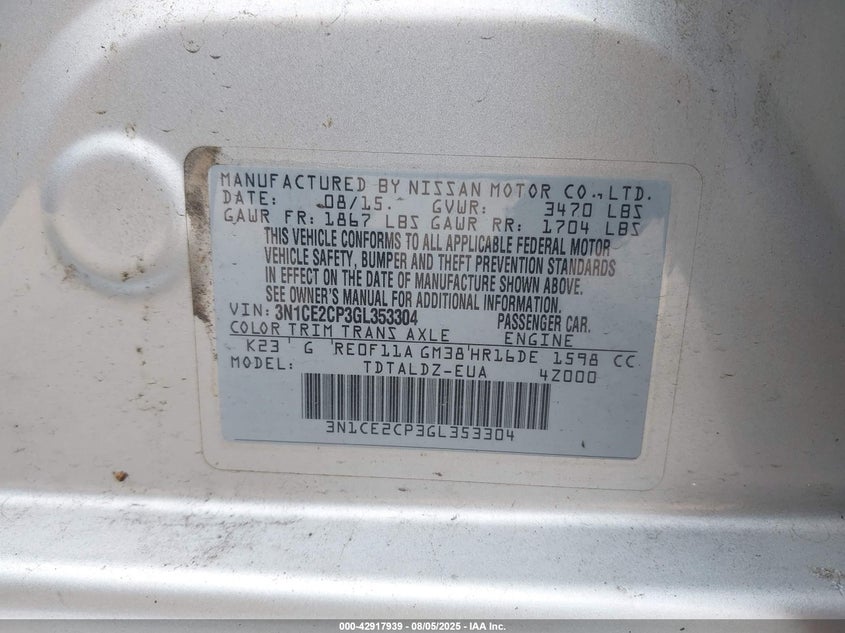 MANUFACTURED BY NISSAN MOTOR CO.,LTD.
DATE: 08/15. GVWR: 3470 LBS
GAWR FR: 1867 LBS GAWR RR: 1704 LBS
THIS VEHICLE CONFORMS TO ALL APPLICABLE FEDERAL MOTOR
VEHICLE SAFETY, BUMPER AND THEFT PREVENTION STANDARDS
IN EFFECT ON THE DATE OF MANUFACTURE SHOWN ABOVE.
SEE OWNER'S MANUAL FOR ADDITIONAL INFORMATION.
VIN: 3N1CE2CP3GL353304 PASSENGER CAR.
COLOR TRIM TRANS AXLE ENGINE
K23' G 'RE0F11A GM38'HR16DE 1598 CC
MODEL: TDTALDZ-EUA 4Z000
3N1CE2CP3GL353304
000-42917939 - 08/05/2025 - IAA Inc.